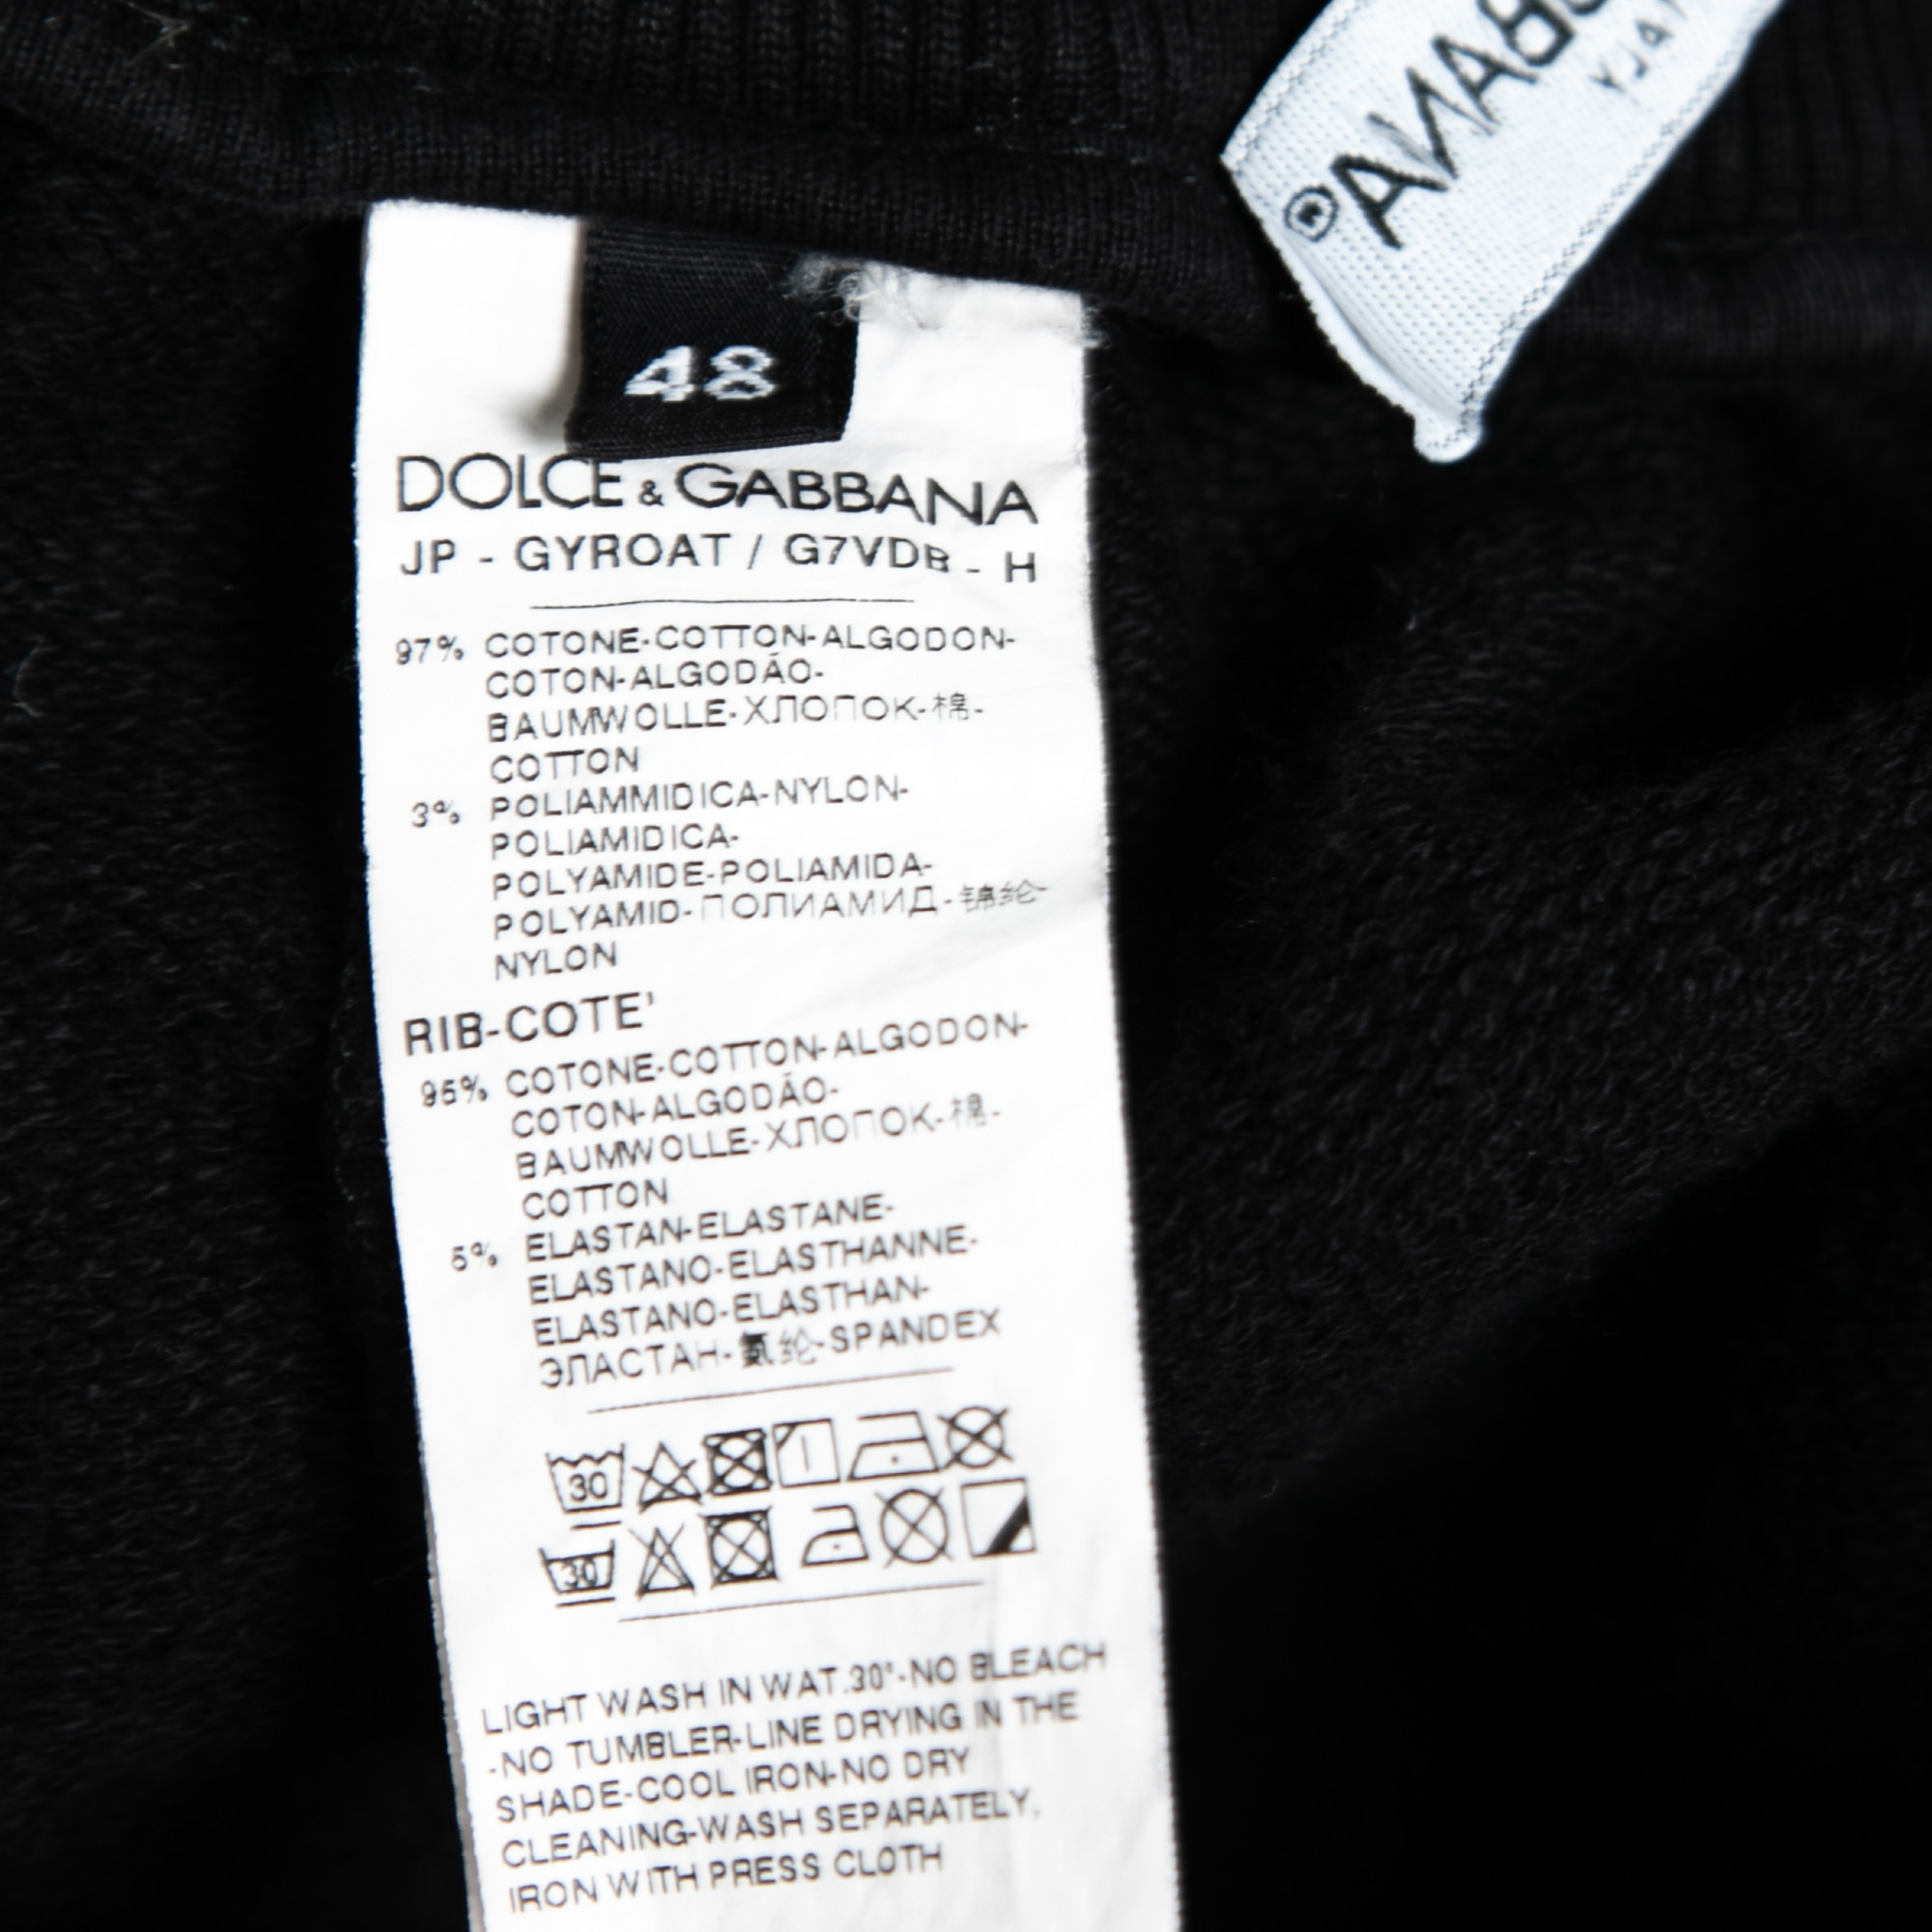 48
DOLCE & GABBANA
JP - GYROAT / G7VDB - H
97% COTONE-COTTON-ALGODON-
COTON-ALGODÃO-
BAUMWOLLE-ХЛОПОК-棉-
COTTON
3% POLIAMMIDICA-NYLON-
POLIAMIDICA-
POLYAMIDE-POLIAMIDA-
POLYAMID-ПОЛИАМИД-锦纶-
NYLON
RIB-COTE'
95% COTONE-COTTON-ALGODON-
COTON-ALGODÃO-
BAUMWOLLE-ХЛОПОК-棉-
COTTON
5% ELASTAN-ELASTANE-
ELASTANO-ELASTHANNE-
ELASTANO-ELASTHAN-
ЭЛАСТАН-氨纶-SPANDEX
30
30
LIGHT WASH IN WAT.30°-NO BLEACH
-NO TUMBLER-LINE DRYING IN THE
SHADE-COOL IRON-NO DRY
CLEANING-WASH SEPARATELY.
IRON WITH PRESS CLOTH